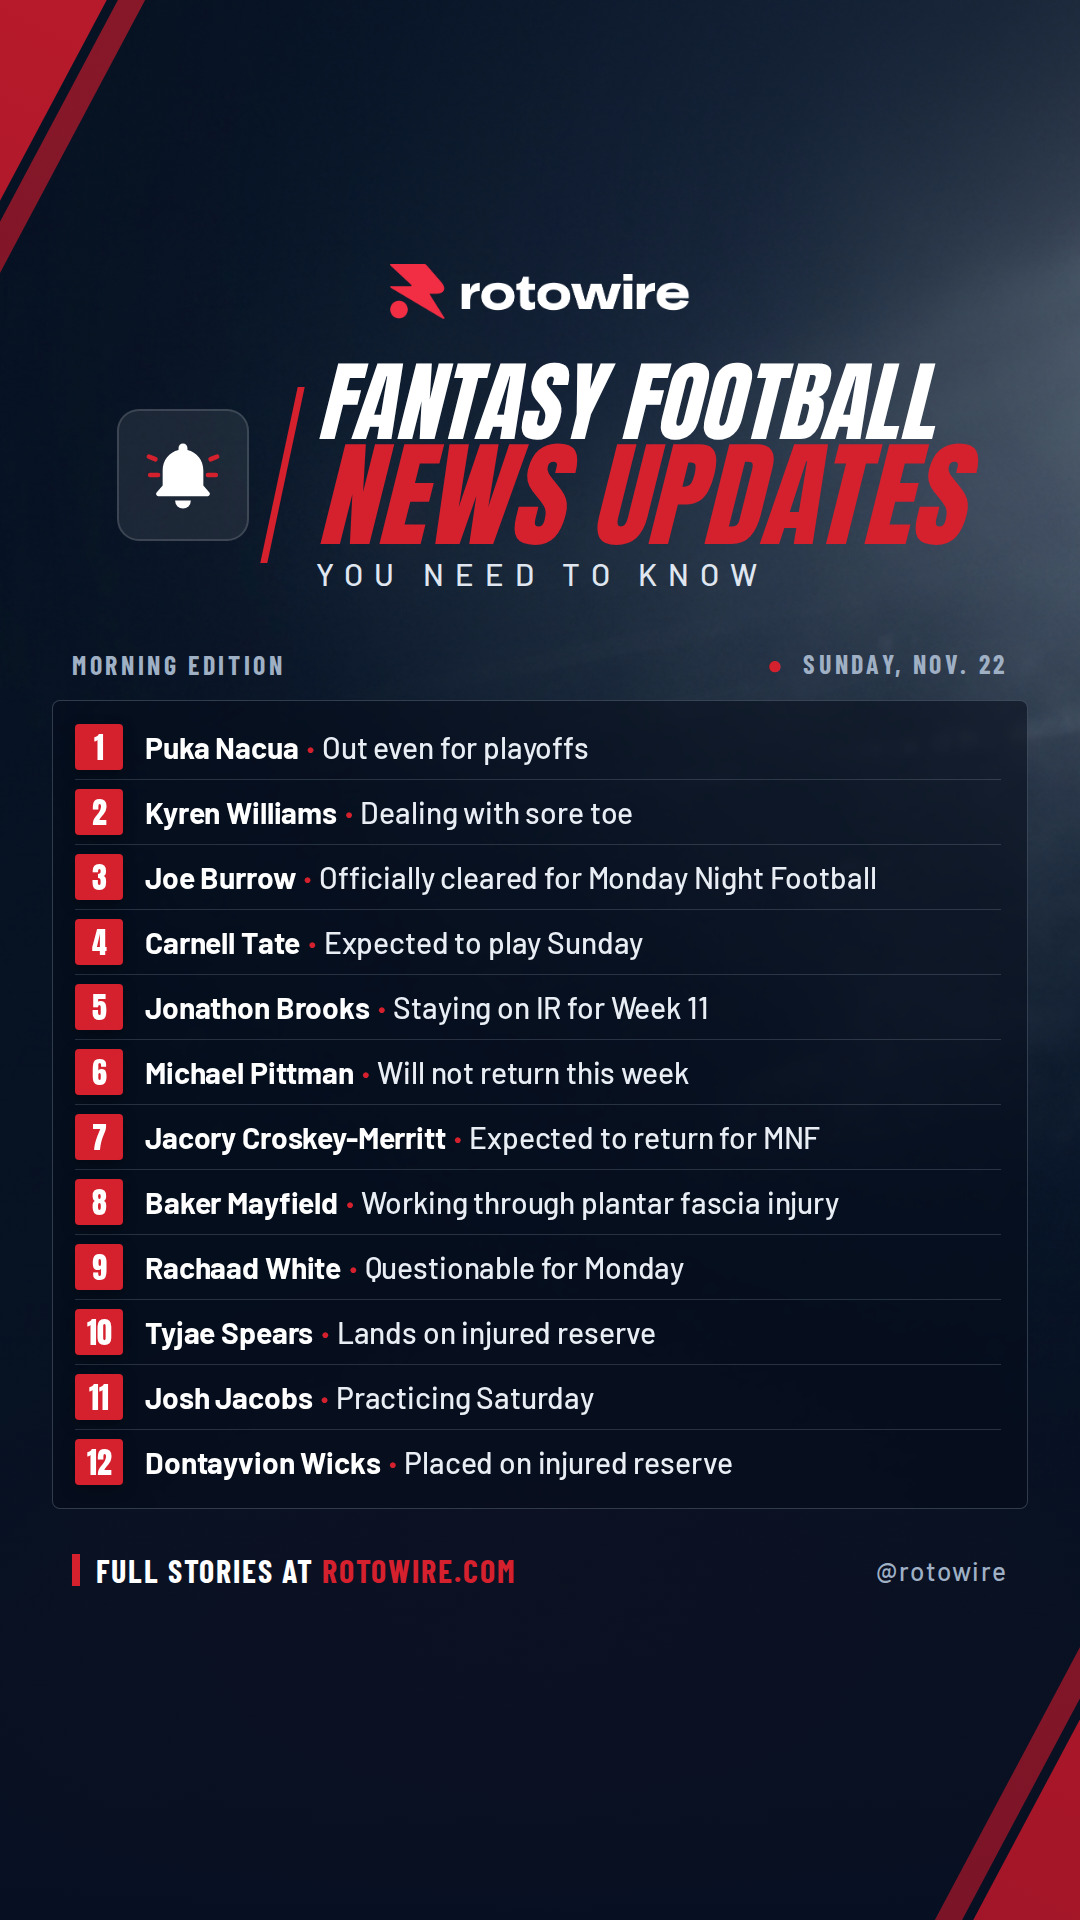 rotowire
FANTASY FOOTBALL
NEWS UPDATES
YOU NEED TO KNOW
MORNING EDITION
• SUNDAY, NOV. 22
1 Puka Nacua • Out even for playoffs
2 Kyren Williams • Dealing with sore toe
3 Joe Burrow • Officially cleared for Monday Night Football
4 Carnell Tate • Expected to play Sunday
5 Jonathon Brooks • Staying on IR for Week 11
6 Michael Pittman • Will not return this week
7 Jacory Croskey-Merritt • Expected to return for MNF
8 Baker Mayfield • Working through plantar fascia injury
9 Rachaad White • Questionable for Monday
10 Tyjae Spears • Lands on injured reserve
11 Josh Jacobs • Practicing Saturday
12 Dontayvion Wicks • Placed on injured reserve
FULL STORIES AT ROTOWIRE.COM
@rotowire